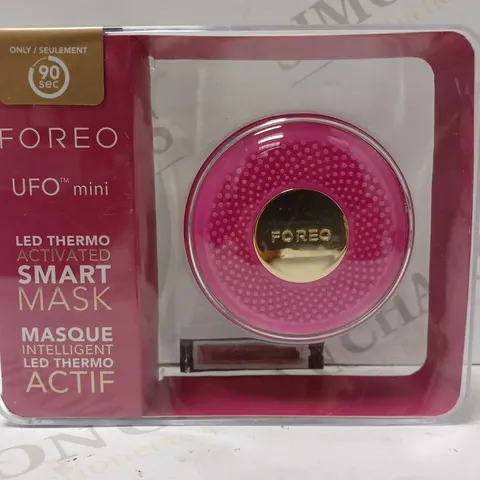 ONLY / SEULEMENT
90
sec
FOREO
UFO™ mini
LED THERMO
ACTIVATED
SMART
MASK
MASQUE
INTELLIGENT
LED THERMO
ACTIF
FOREO